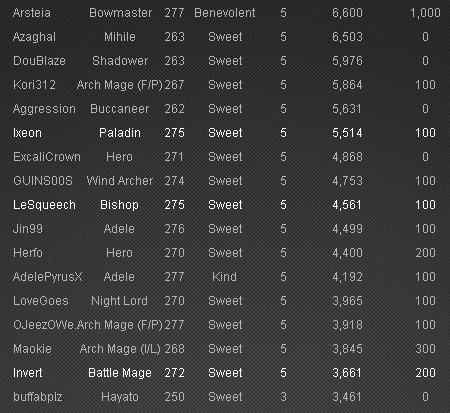 Arsteia Bowmaster 277 Benevolent 5 6,600 1,000
Azaghal Mihile 263 Sweet 5 6,503 0
DouBlaze Shadower 263 Sweet 5 5,976 0
Kori312 Arch Mage (F/P) 267 Sweet 5 5,864 100
Aggression Buccaneer 262 Sweet 5 5,631 0
Ixeon Paladin 275 Sweet 5 5,514 100
ExcaliCrown Hero 271 Sweet 5 4,868 0
GUINS00S Wind Archer 274 Sweet 5 4,753 100
LeSqueech Bishop 275 Sweet 5 4,561 100
Jin99 Adele 276 Sweet 5 4,499 100
Herfo Hero 270 Sweet 5 4,400 200
AdelePyrusX Adele 277 Kind 5 4,192 100
LoveGoes Night Lord 270 Sweet 5 3,965 100
OJeezOWe. Arch Mage (F/P) 277 Sweet 5 3,918 100
Maokie Arch Mage (I/L) 268 Sweet 5 3,845 300
Invert Battle Mage 272 Sweet 5 3,661 200
buffabplz Hayato 250 Sweet 3 3,461 0